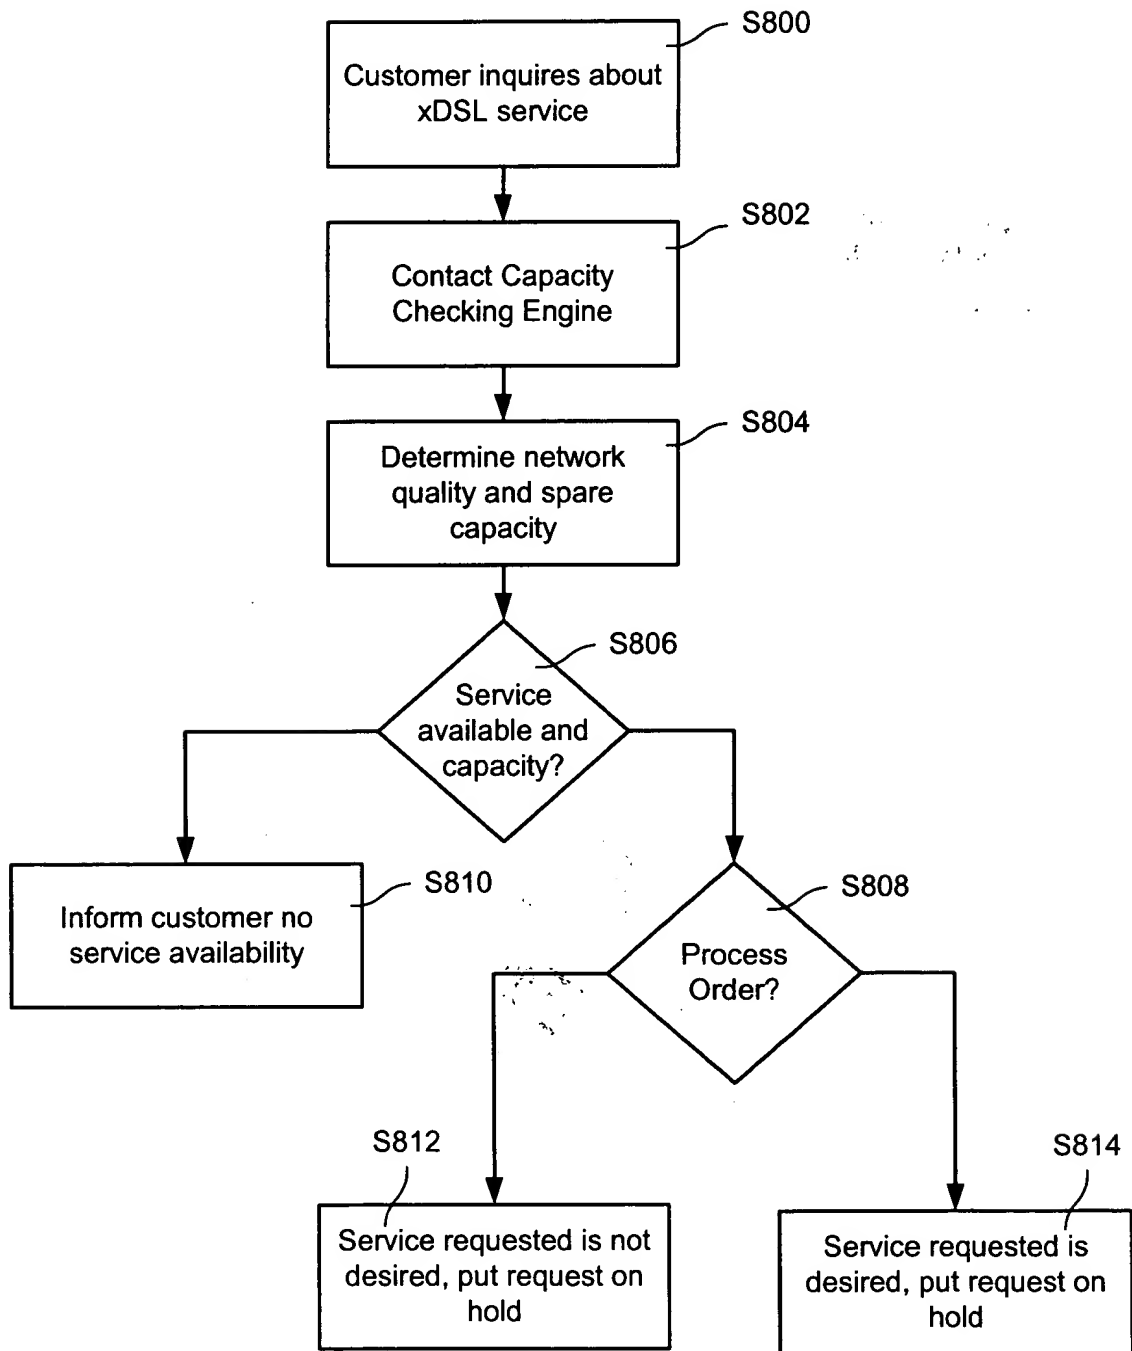 S800
Customer inquires about
xDSL service
S802
Contact Capacity
Checking Engine
S804
Determine network
quality and spare
capacity
S806
Service
available and
capacity?
S810
Inform customer no
service availability
S808
Process
Order?
S812
Service requested is not
desired, put request on
hold
S814
Service requested is
desired, put request on
hold